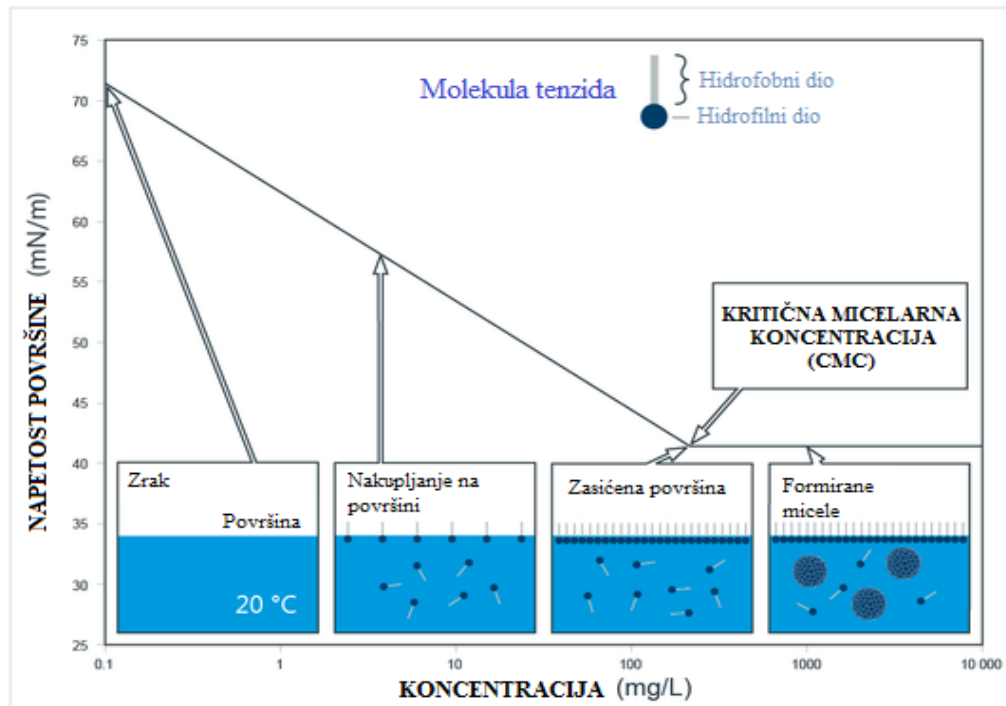 75
70
65
60
55
50
45
40
35
30
25
NAPETOST POVRŠINE (mN/m)
Molekula tenzida
Hidrofobni dio
Hidrofilni dio
KRITIČNA MICELARNA
KONCENTRACIJA
(CMC)
Zrak
Površina
20 °C
Nakupljanje na
površini
Zasićena površina
Formirane
micele
0.1
1
10
100
1000
10 000
KONCENTRACIJA (mg/L)